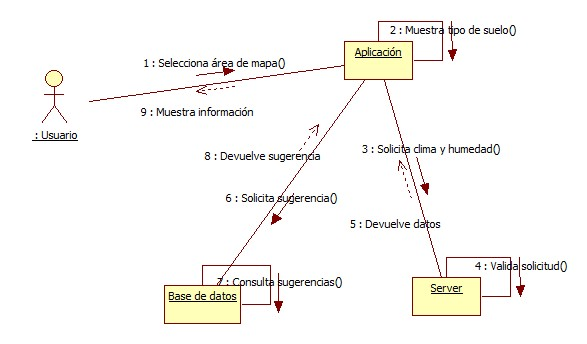 2 : Muestra tipo de suelo()
Aplicación
1 : Selecciona área de mapa()
9 : Muestra información
: Usuario
8 : Devuelve sugerencia
3 : Solicita clima y humedad()
6 : Solicita sugerencia()
5 : Devuelve datos
4 : Valida solicitud()
7 : Consulta sugerencias()
Base de datos
Server